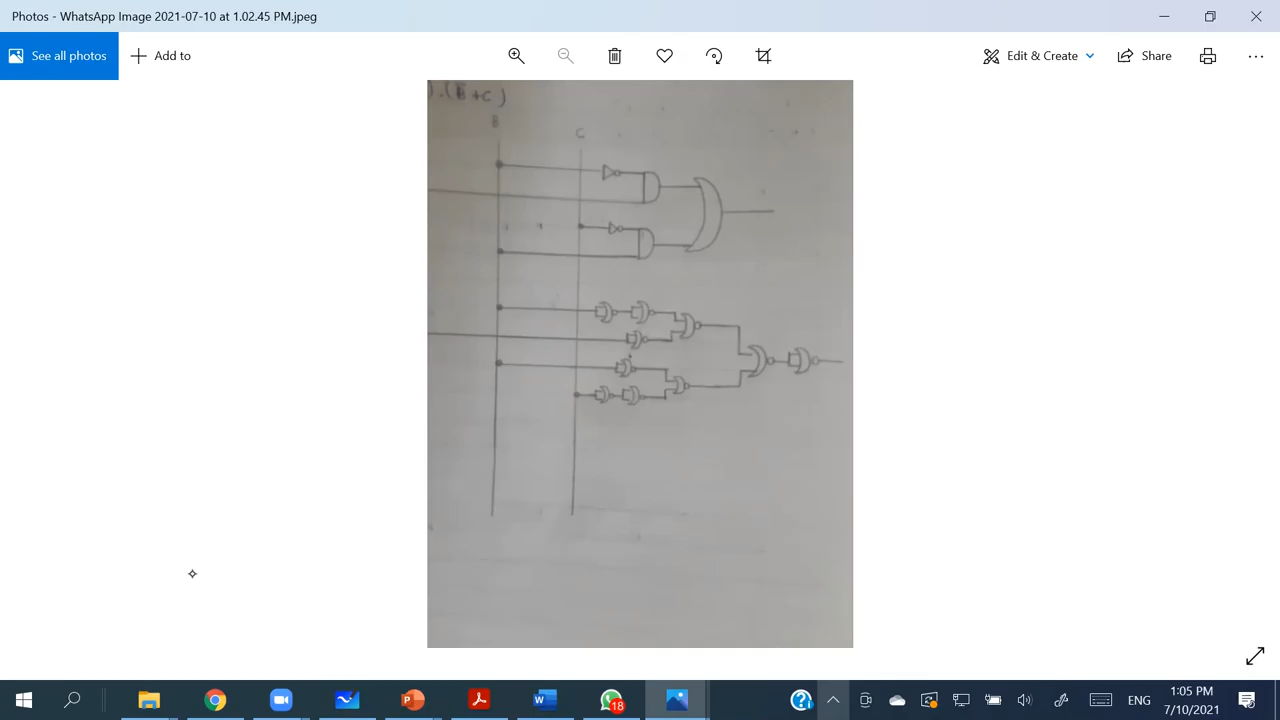 Photos - WhatsApp Image 2021-07-10 at 1.02.45 PM.jpeg
See all photos
Add to
Edit & Create
Share
).(B̅+C)
B
C
18
ENG
1:05 PM
7/10/2021